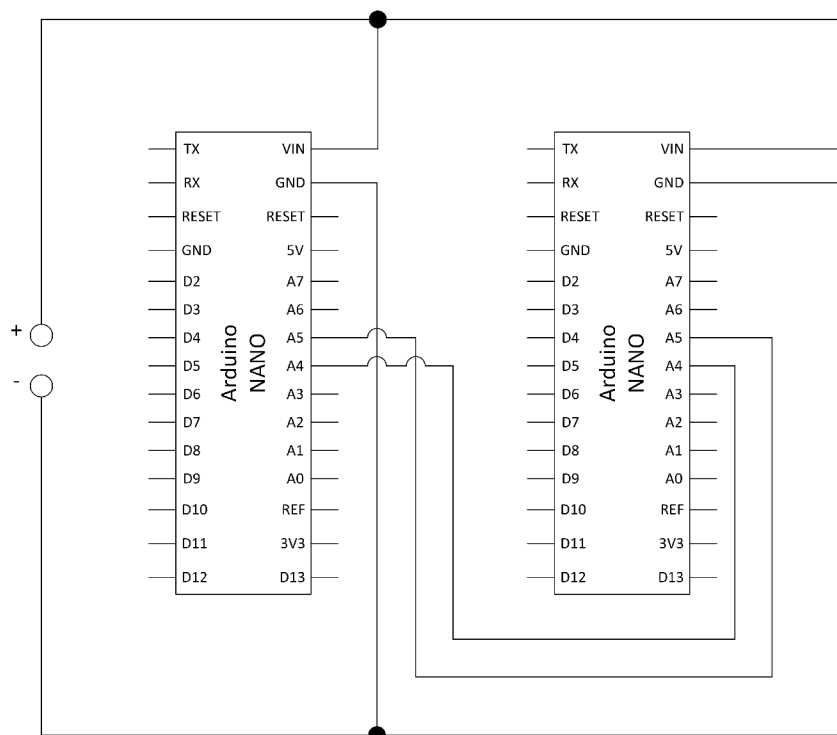 +
-
TX VIN
RX GND
RESET RESET
GND 5V
D2 A7
D3 A6
D4 A5
D5 A4
D6 A3
D7 A2
D8 A1
D9 A0
D10 REF
D11 3V3
D12 D13
Arduino
NANO
TX VIN
RX GND
RESET RESET
GND 5V
D2 A7
D3 A6
D4 A5
D5 A4
D6 A3
D7 A2
D8 A1
D9 A0
D10 REF
D11 3V3
D12 D13
Arduino
NANO